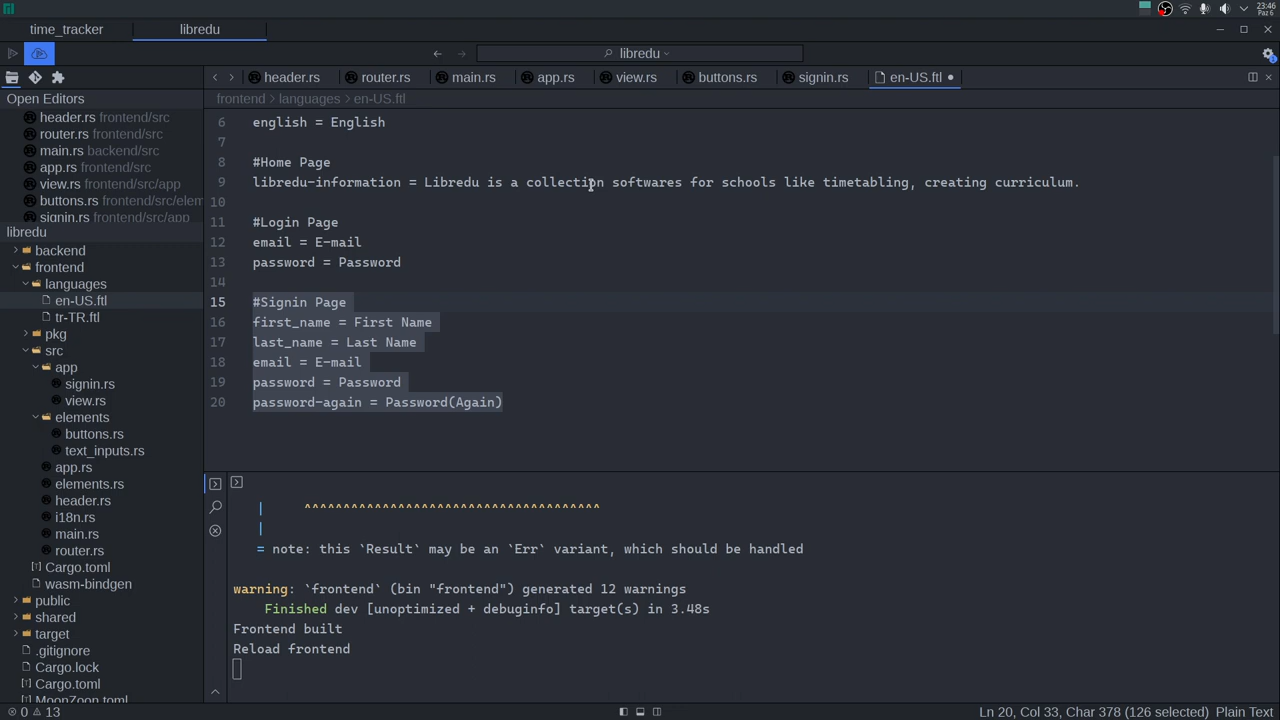 23:46
Paz 6
time_tracker
libredu
libredu
header.rs
router.rs
main.rs
app.rs
view.rs
buttons.rs
signin.rs
en-US.ftl
Open Editors
header.rs frontend/src
router.rs frontend/src
main.rs backend/src
app.rs frontend/src
view.rs frontend/src/app
buttons.rs frontend/src/elem
signin.rs frontend/src/app
libredu
backend
frontend
languages
en-US.ftl
tr-TR.ftl
pkg
src
app
signin.rs
view.rs
elements
buttons.rs
text_inputs.rs
app.rs
elements.rs
header.rs
i18n.rs
main.rs
router.rs
Cargo.toml
wasm-bindgen
public
shared
target
.gitignore
Cargo.lock
Cargo.toml
MoonZoon.toml
frontend > languages > en-US.ftl
6 english = English
7
8 #Home Page
9 libredu-information = Libredu is a collection softwares for schools like timetabling, creating curriculum.
10
11 #Login Page
12 email = E-mail
13 password = Password
14
15 #Signin Page
16 first_name = First Name
17 last_name = Last Name
18 email = E-mail
19 password = Password
20 password-again = Password(Again)
| ^^^^^^^^^^^^^^^^^^^^^^^^^^^^^^^^^^^^^^
|
= note: this `Result` may be an `Err` variant, which should be handled
warning: `frontend` (bin "frontend") generated 12 warnings
Finished dev [unoptimized + debuginfo] target(s) in 3.48s
Frontend built
Reload frontend
0 13
Ln 20, Col 33, Char 378 (126 selected) Plain Text